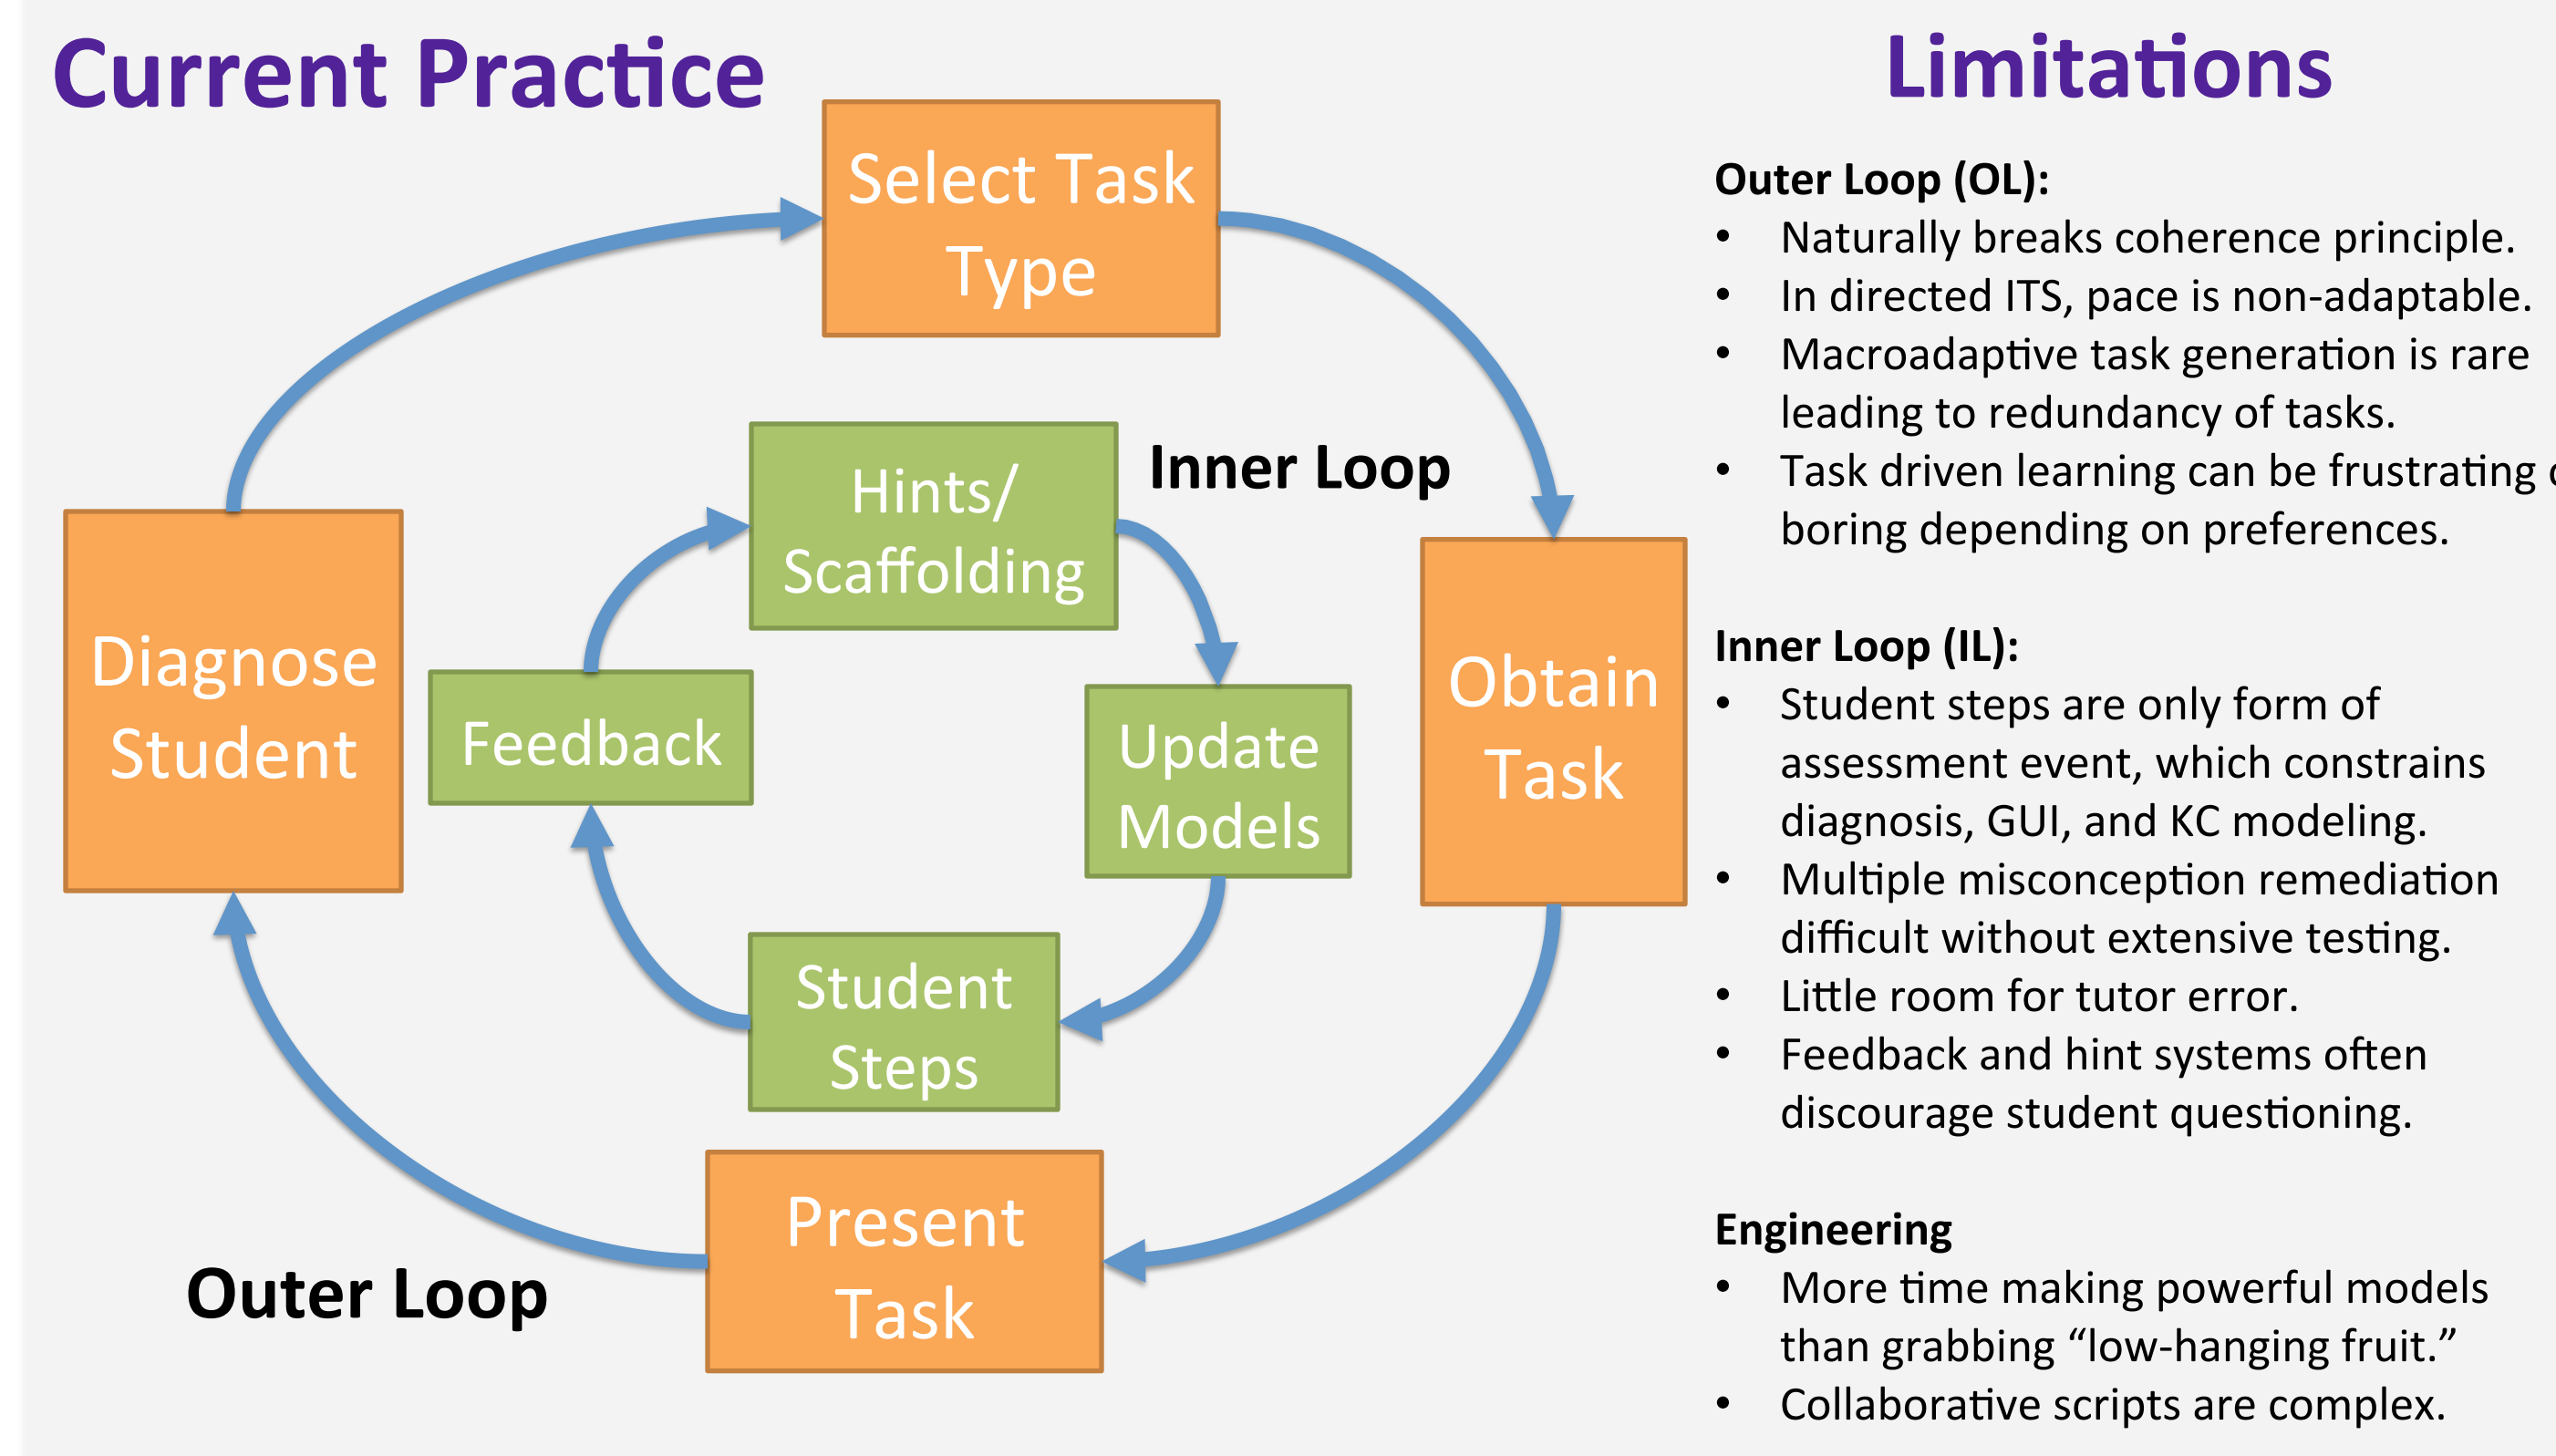 Current Practice
Select Task
Type
Hints/
Scaffolding
Inner Loop
Diagnose
Student
Feedback
Update
Models
Obtain
Task
Student
Steps
Present
Task
Outer Loop
Limitations
Outer Loop (OL):
• Naturally breaks coherence principle.
• In directed ITS, pace is non-adaptable.
• Macroadaptive task generation is rare
leading to redundancy of tasks.
• Task driven learning can be frustrating
boring depending on preferences.
Inner Loop (IL):
• Student steps are only form of
assessment event, which constrains
diagnosis, GUI, and KC modeling.
• Multiple misconception remediation
difficult without extensive testing.
• Little room for tutor error.
• Feedback and hint systems often
discourage student questioning.
Engineering
• More time making powerful models
than grabbing “low-hanging fruit.”
• Collaborative scripts are complex.